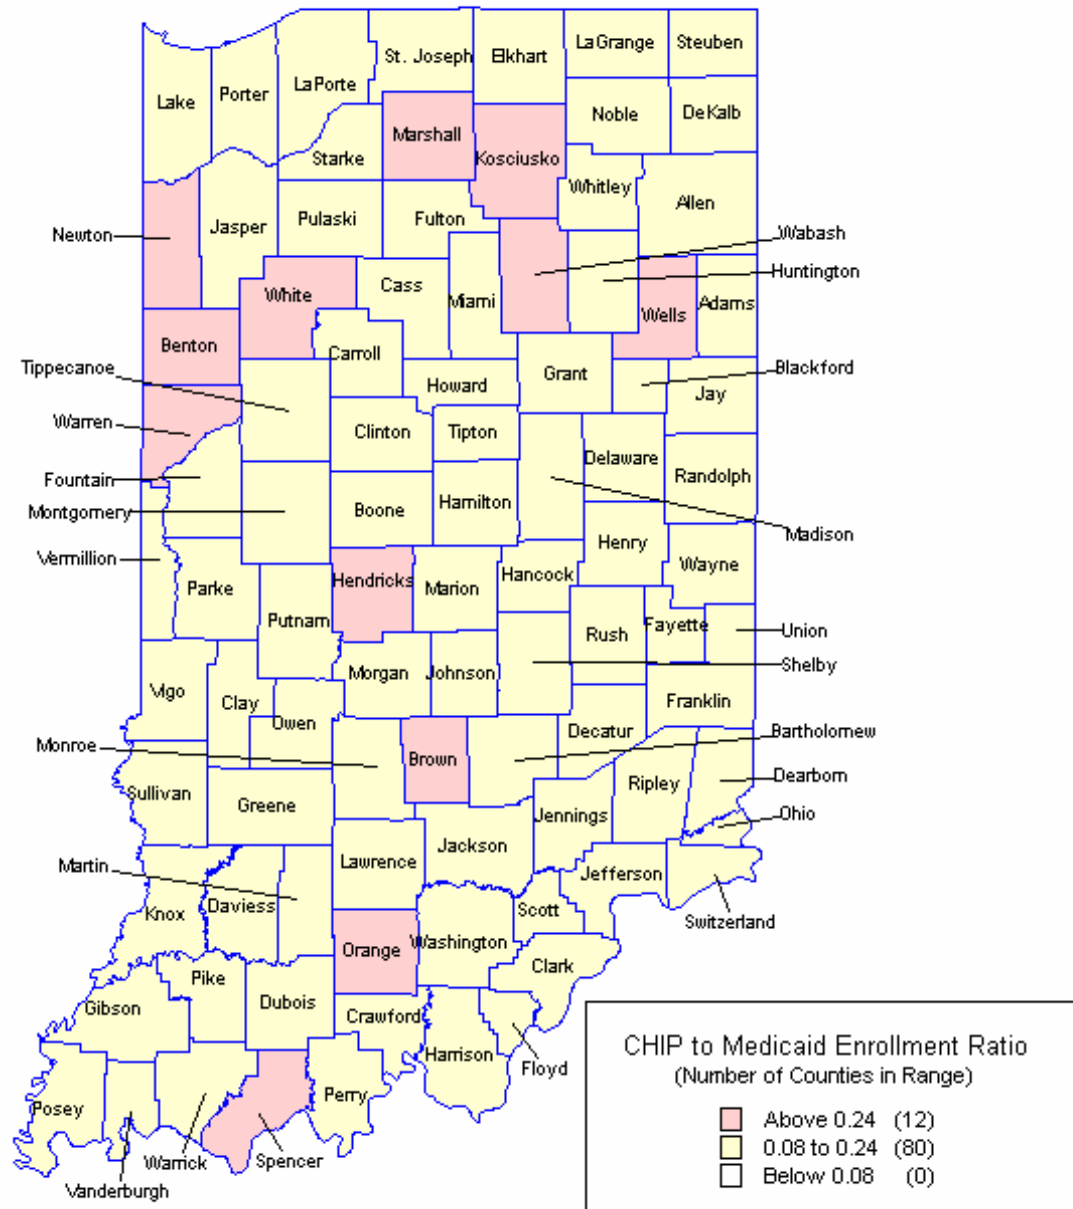 St. Joseph
Elkhart
LaGrange
Steuben
Lake
Porter
LaPorte
Noble
DeKalb
Marshall
Starke
Kosciusko
Whitley
Allen
Newton
Jasper
Pulaski
Fulton
Wabash
Huntington
White
Cass
Miami
Wells
Adams
Benton
Carroll
Tippecanoe
Howard
Grant
Blackford
Jay
Warren
Clinton
Tipton
Delaware
Fountain
Randolph
Montgomery
Boone
Hamilton
Madison
Vermillion
Henry
Wayne
Parke
Hendricks
Marion
Hancock
Putnam
Rush
Fayette
Union
Shelby
Vigo
Clay
Morgan
Johnson
Franklin
Owen
Decatur
Monroe
Brown
Bartholomew
Dearborn
Sullivan
Greene
Ripley
Jennings
Ohio
Martin
Lawrence
Jackson
Jefferson
Knox
Daviess
Scott
Switzerland
Orange
Washington
Clark
Pike
Gibson
Dubois
Crawford
Harrison
Floyd
Posey
Perry
Warrick
Spencer
Vanderburgh
CHIP to Medicaid Enrollment Ratio
(Number of Counties in Range)
Above 0.24 (12)
0.08 to 0.24 (80)
Below 0.08 (0)